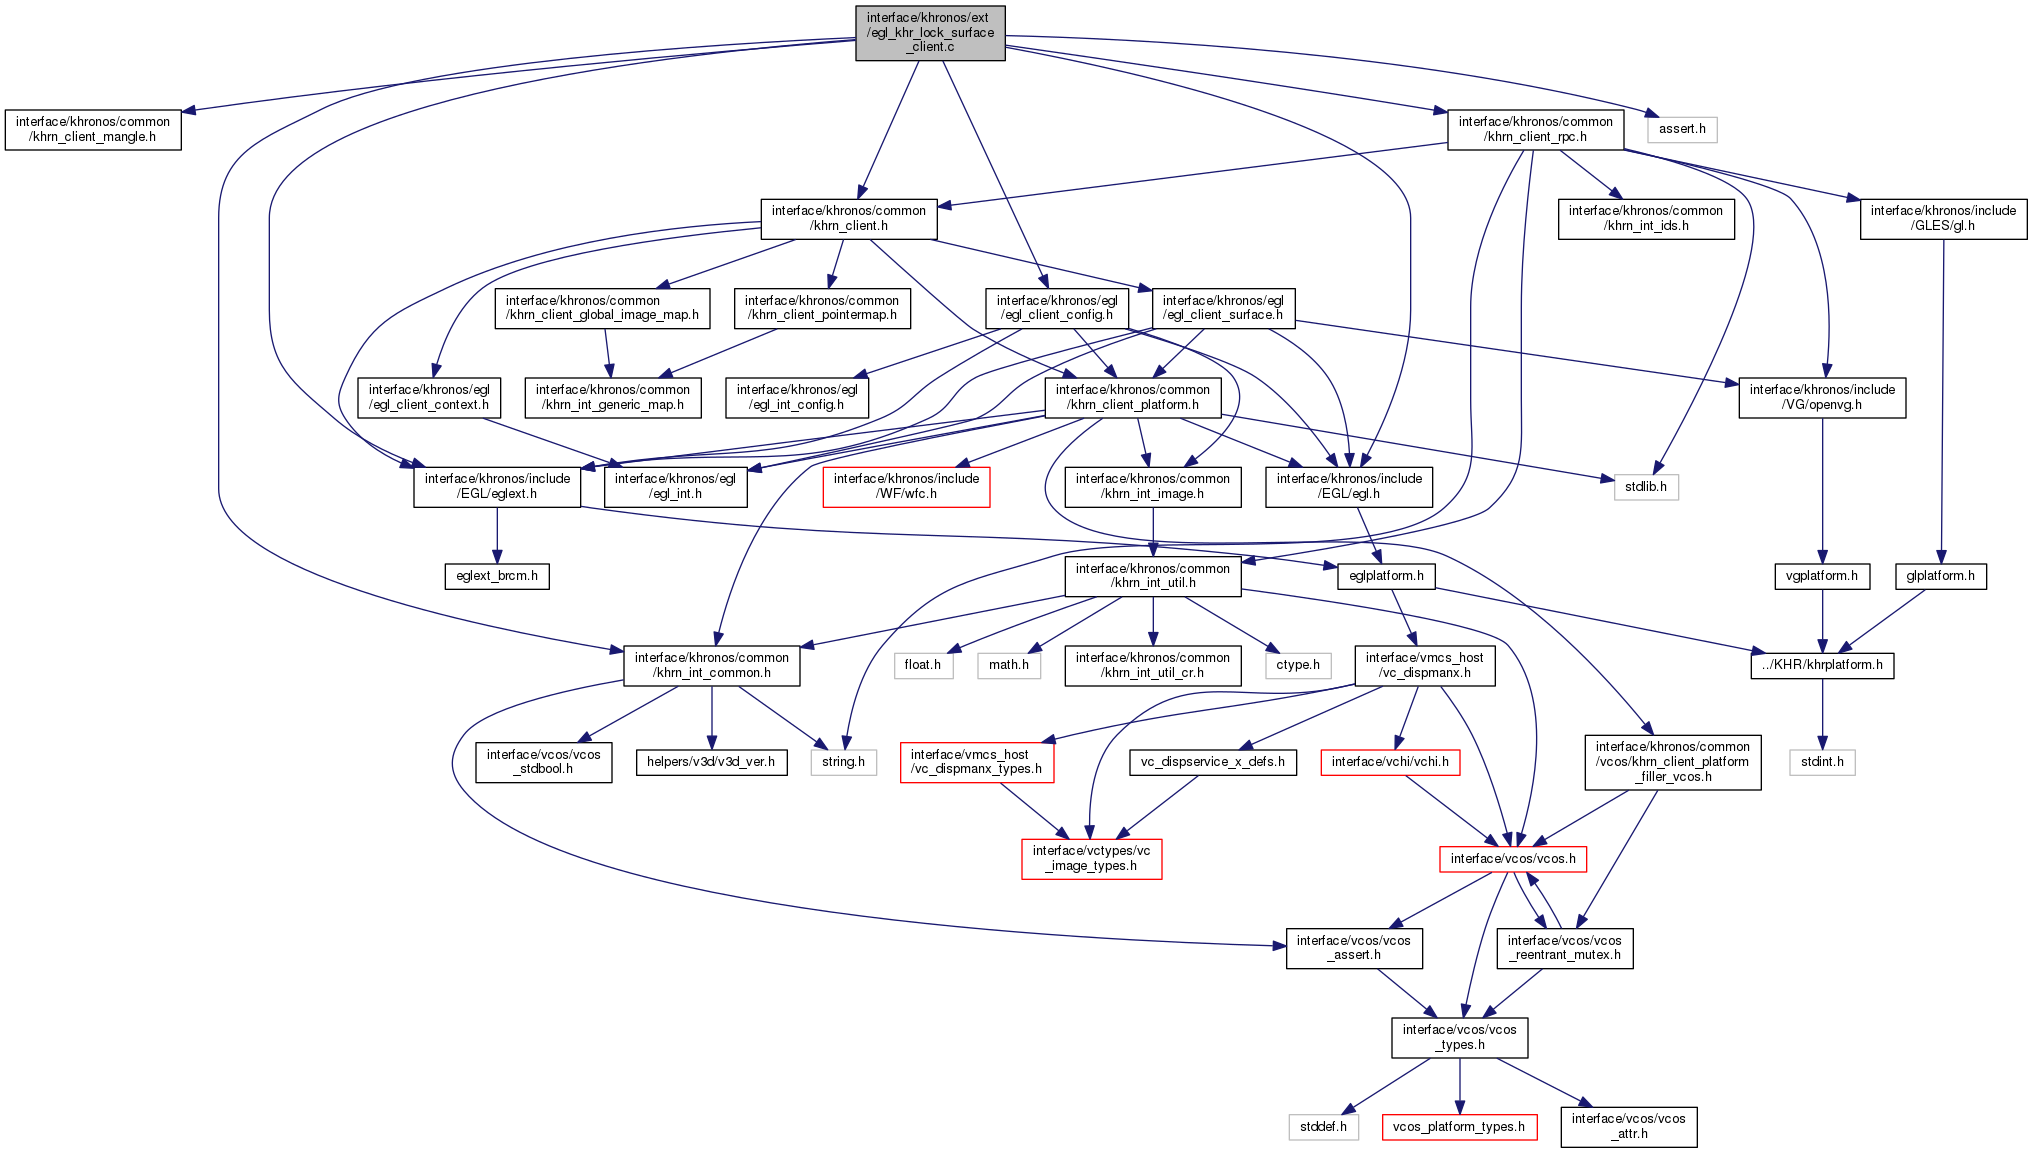 interface/khronos/ext
/egl_khr_lock_surface
_client.c
interface/khronos/common
/khrn_client_mangle.h
interface/khronos/common
/khrn_client_rpc.h
assert.h
interface/khronos/common
/khrn_client.h
interface/khronos/common
/khrn_int_ids.h
interface/khronos/include
/GLES/gl.h
interface/khronos/common
/khrn_client_global_image_map.h
interface/khronos/common
/khrn_client_pointermap.h
interface/khronos/egl
/egl_client_config.h
interface/khronos/egl
/egl_client_surface.h
interface/khronos/egl
/egl_client_context.h
interface/khronos/common
/khrn_int_generic_map.h
interface/khronos/egl
/egl_int_config.h
interface/khronos/common
/khrn_client_platform.h
interface/khronos/include
/VG/openvg.h
interface/khronos/include
/EGL/eglext.h
interface/khronos/egl
/egl_int.h
interface/khronos/include
/WF/wfc.h
interface/khronos/common
/khrn_int_image.h
interface/khronos/include
/EGL/egl.h
stdlib.h
eglext_brcm.h
interface/khronos/common
/khrn_int_util.h
eglplatform.h
vgplatform.h
glplatform.h
interface/khronos/common
/khrn_int_common.h
float.h
math.h
interface/khronos/common
/khrn_int_util_cr.h
ctype.h
interface/vmcs_host
/vc_dispmanx.h
../KHR/khrplatform.h
interface/vcos/vcos
_stdbool.h
helpers/v3d/v3d_ver.h
string.h
interface/vmcs_host
/vc_dispmanx_types.h
vc_dispservice_x_defs.h
interface/vchi/vchi.h
interface/khronos/common
/vcos/khrn_client_platform
_filler_vcos.h
stdint.h
interface/vctypes/vc
_image_types.h
interface/vcos/vcos.h
interface/vcos/vcos
_assert.h
interface/vcos/vcos
_reentrant_mutex.h
interface/vcos/vcos
_types.h
stddef.h
vcos_platform_types.h
interface/vcos/vcos
_attr.h